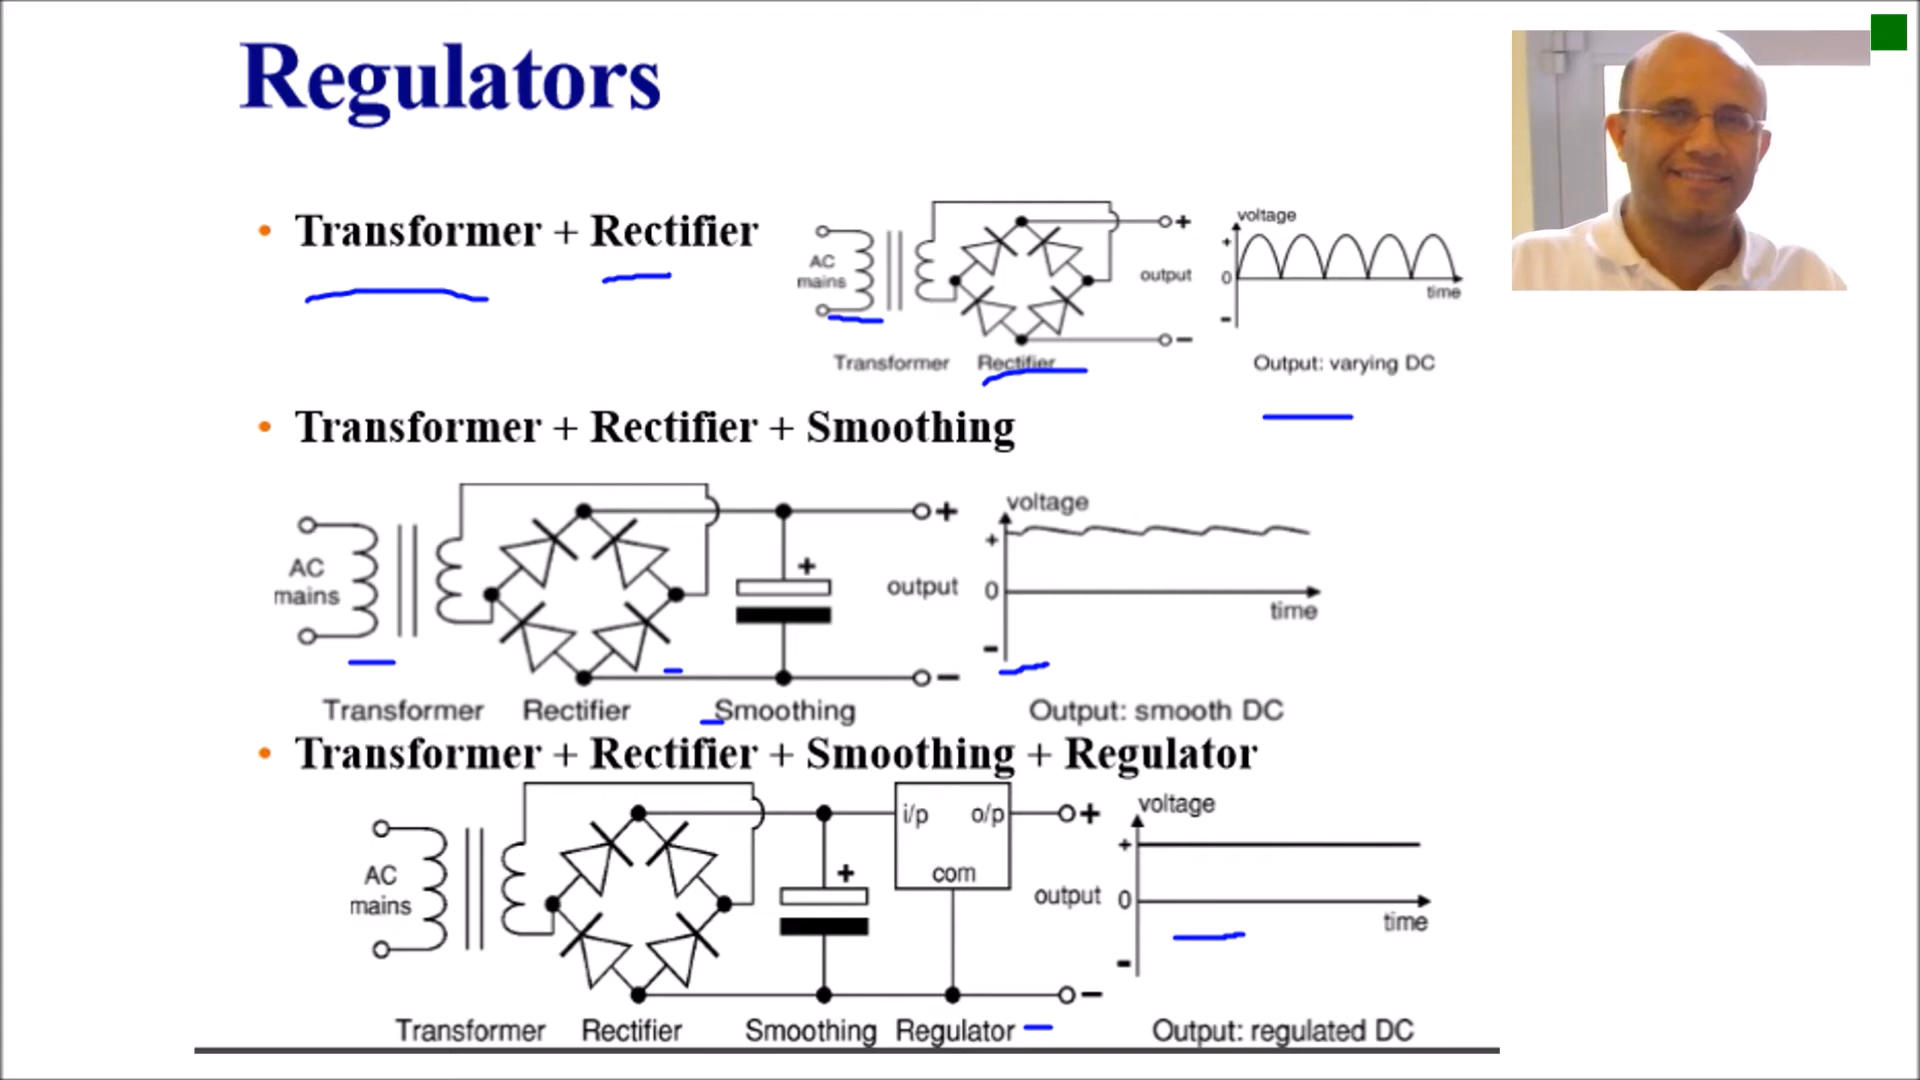 Regulators
• Transformer + Rectifier
AC
mains
+
output
−
Transformer Rectifier
voltage
+
0
time
-
Output: varying DC
• Transformer + Rectifier + Smoothing
AC
mains
+
+
output
−
Transformer Rectifier Smoothing
voltage
+
0
time
-
Output: smooth DC
• Transformer + Rectifier + Smoothing + Regulator
AC
mains
+
i/p o/p
com
+
output
−
Transformer Rectifier Smoothing Regulator
voltage
+
0
time
-
Output: regulated DC